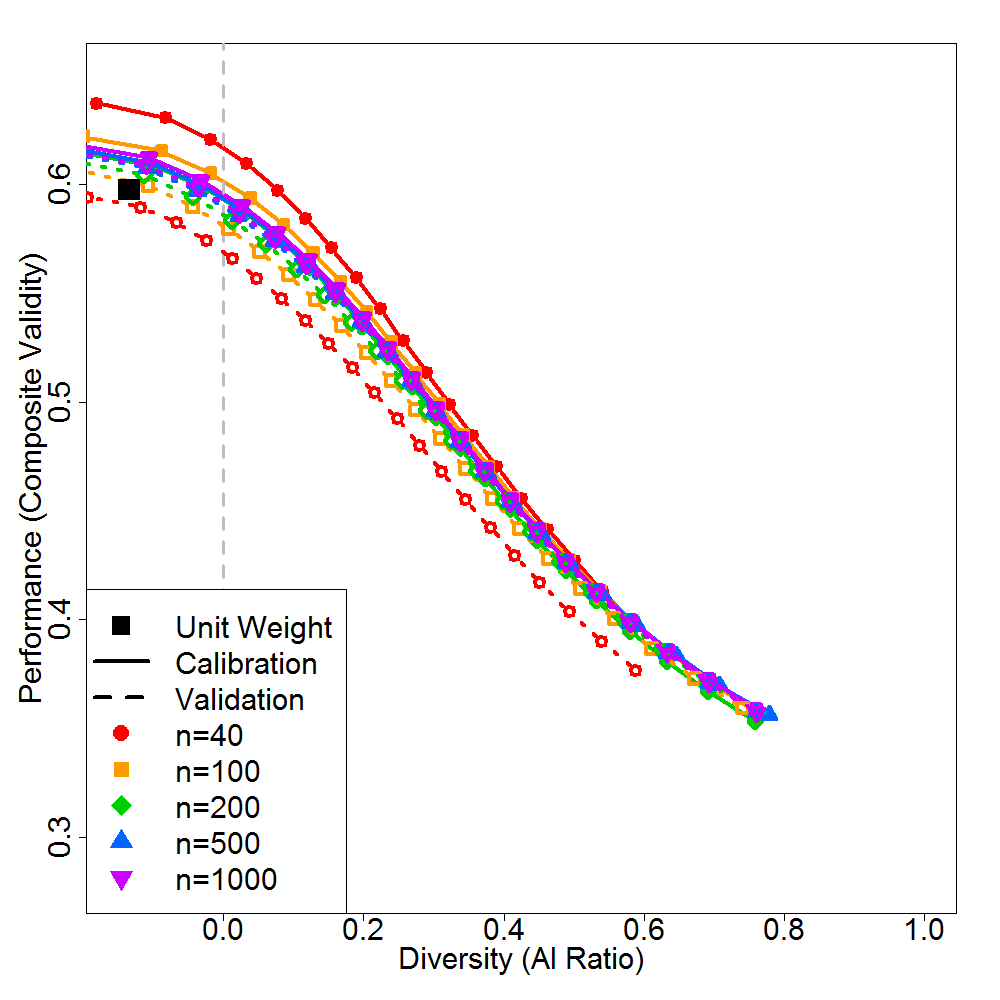 Performance (Composite Validity)
0.6
0.5
0.4
0.3
Unit Weight
Calibration
Validation
n=40
n=100
n=200
n=500
n=1000
0.0 0.2 0.4 0.6 0.8 1.0
Diversity (AI Ratio)